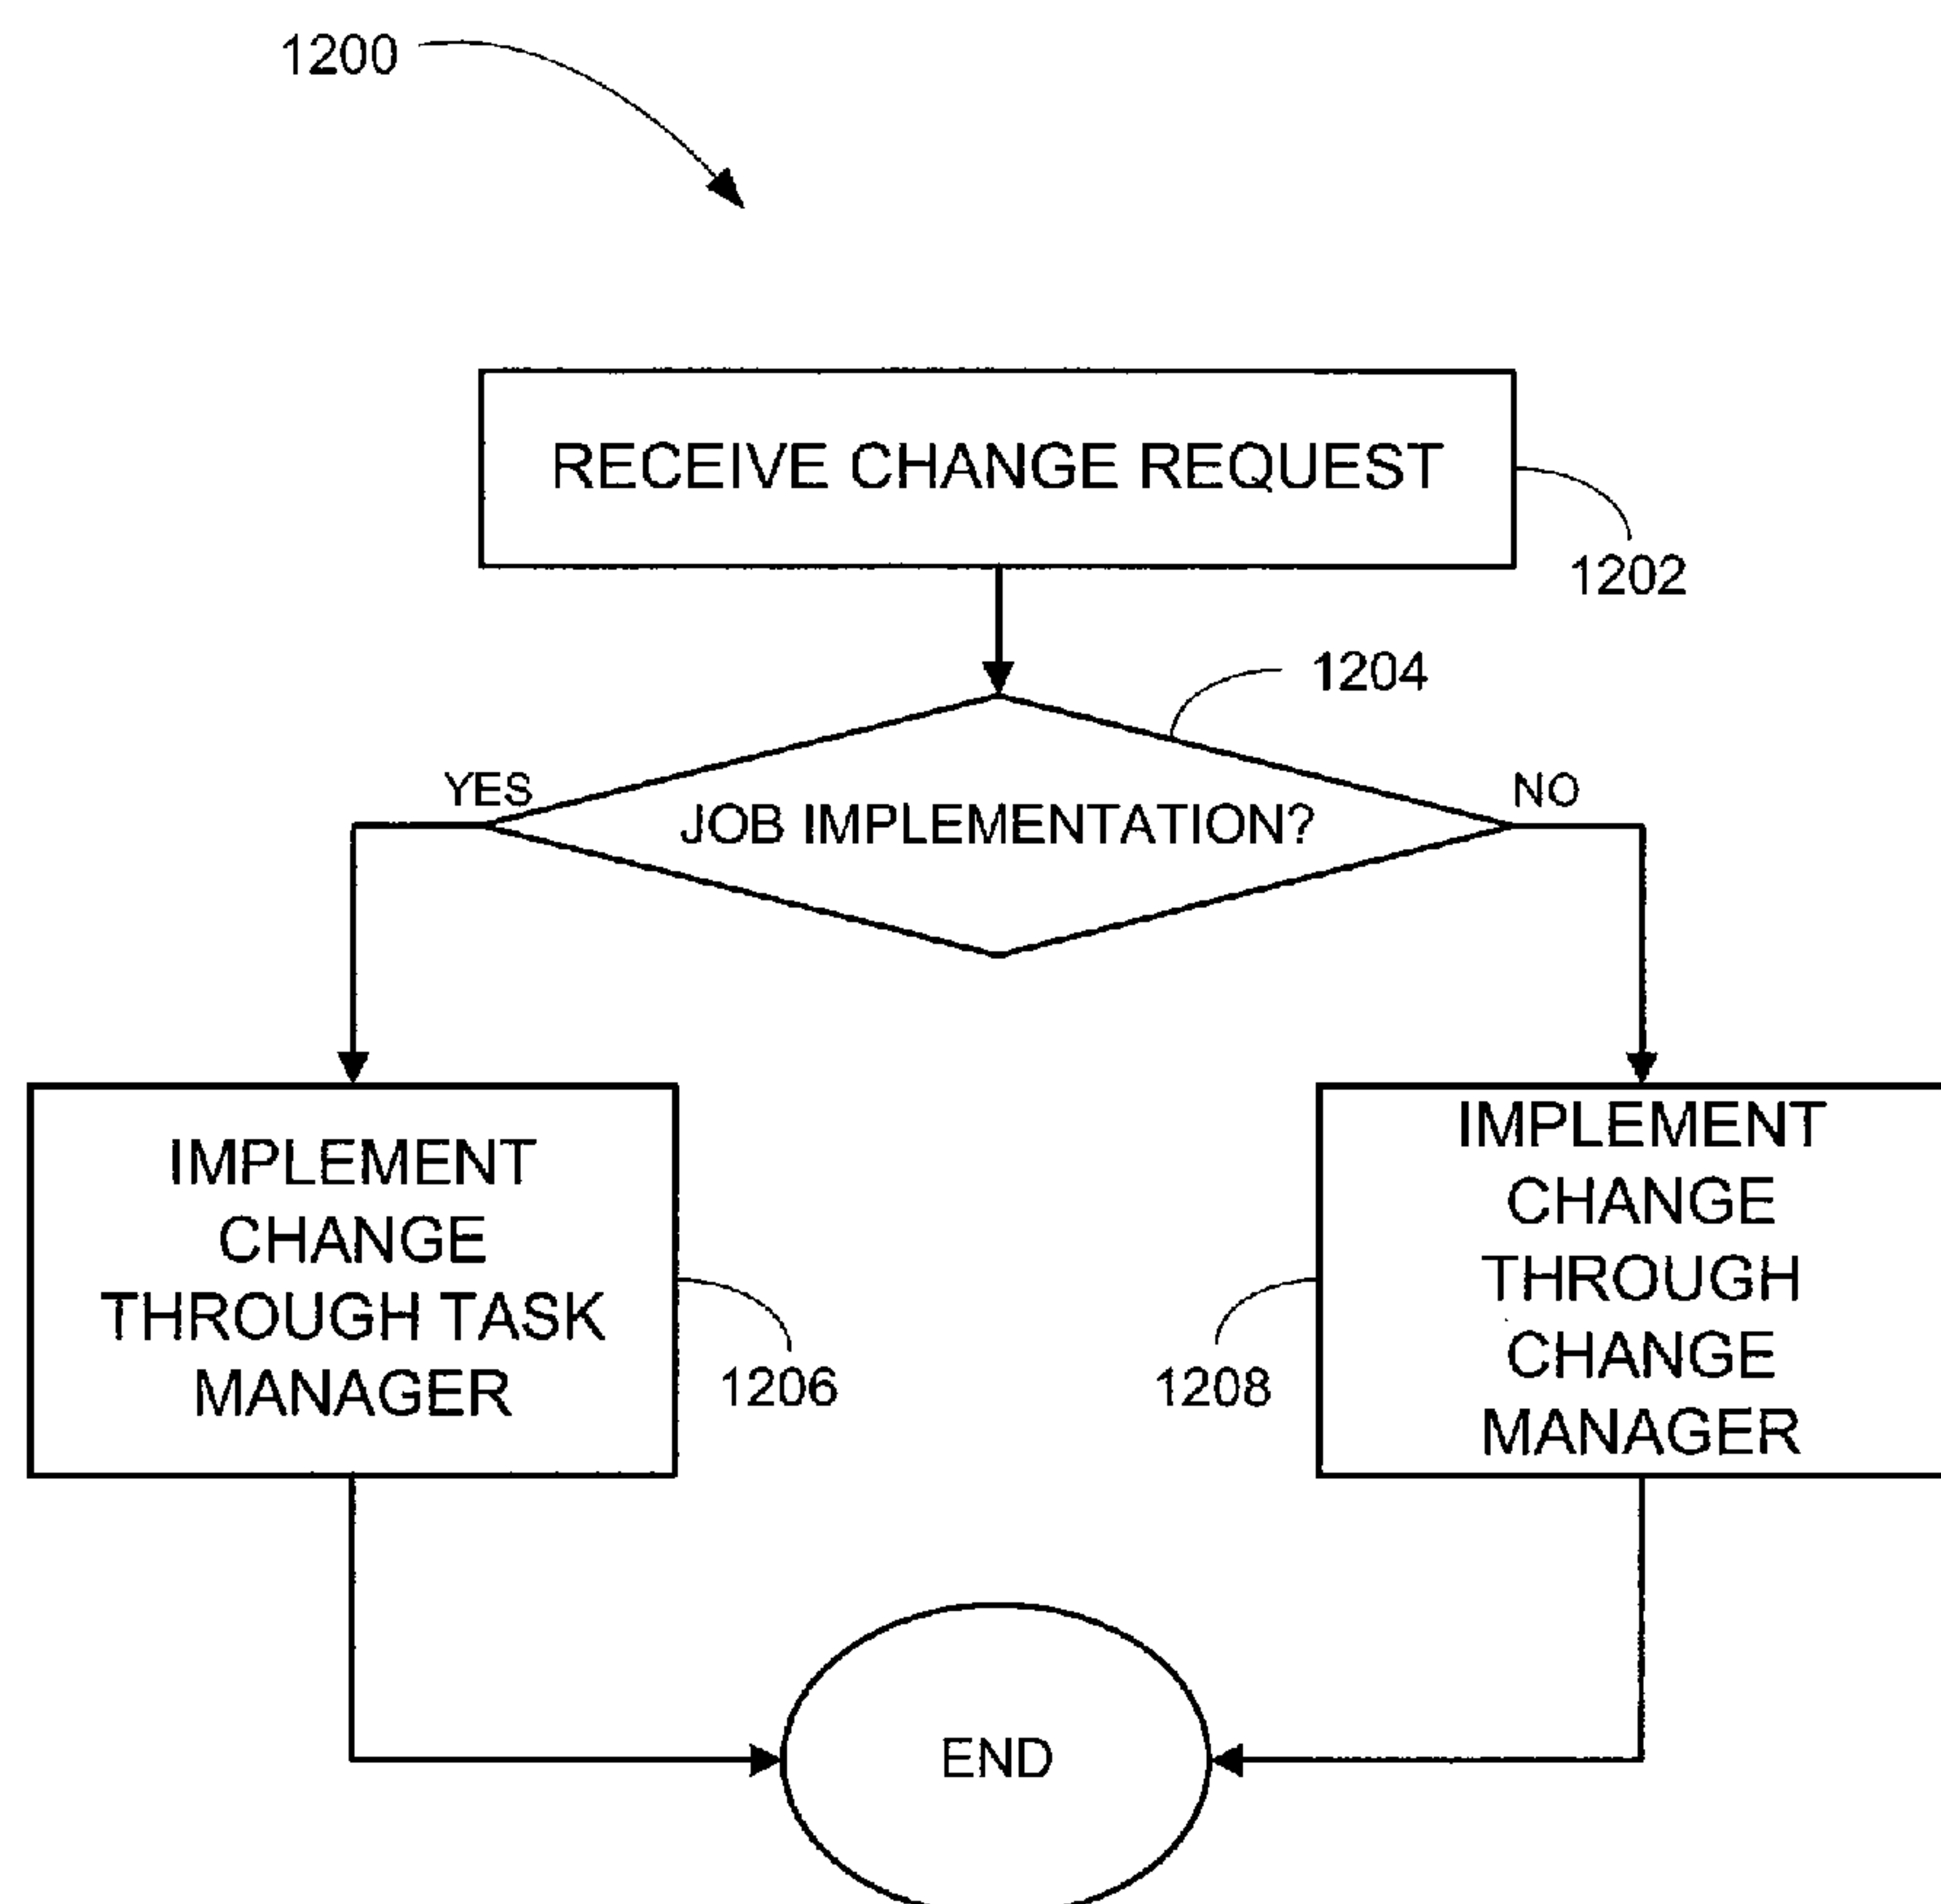 1200
RECEIVE CHANGE REQUEST
1202
1204
YES
JOB IMPLEMENTATION?
NO
IMPLEMENT
CHANGE
THROUGH TASK
MANAGER
1206
1208
IMPLEMENT
CHANGE
THROUGH
CHANGE
MANAGER
END